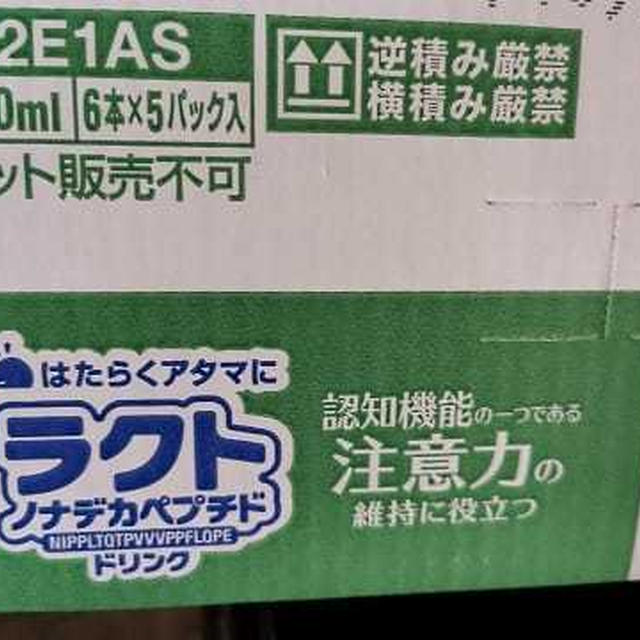 2E1AS
0ml 6本×5パック入
ット販売不可
逆積み厳禁
横積み厳禁
はたらくアタマに
ラクト
ノナデカペプチド
NIPPLTQTPVVVPPFLQPE
ドリンク
認知機能の一つである
注意力の
維持に役立つ